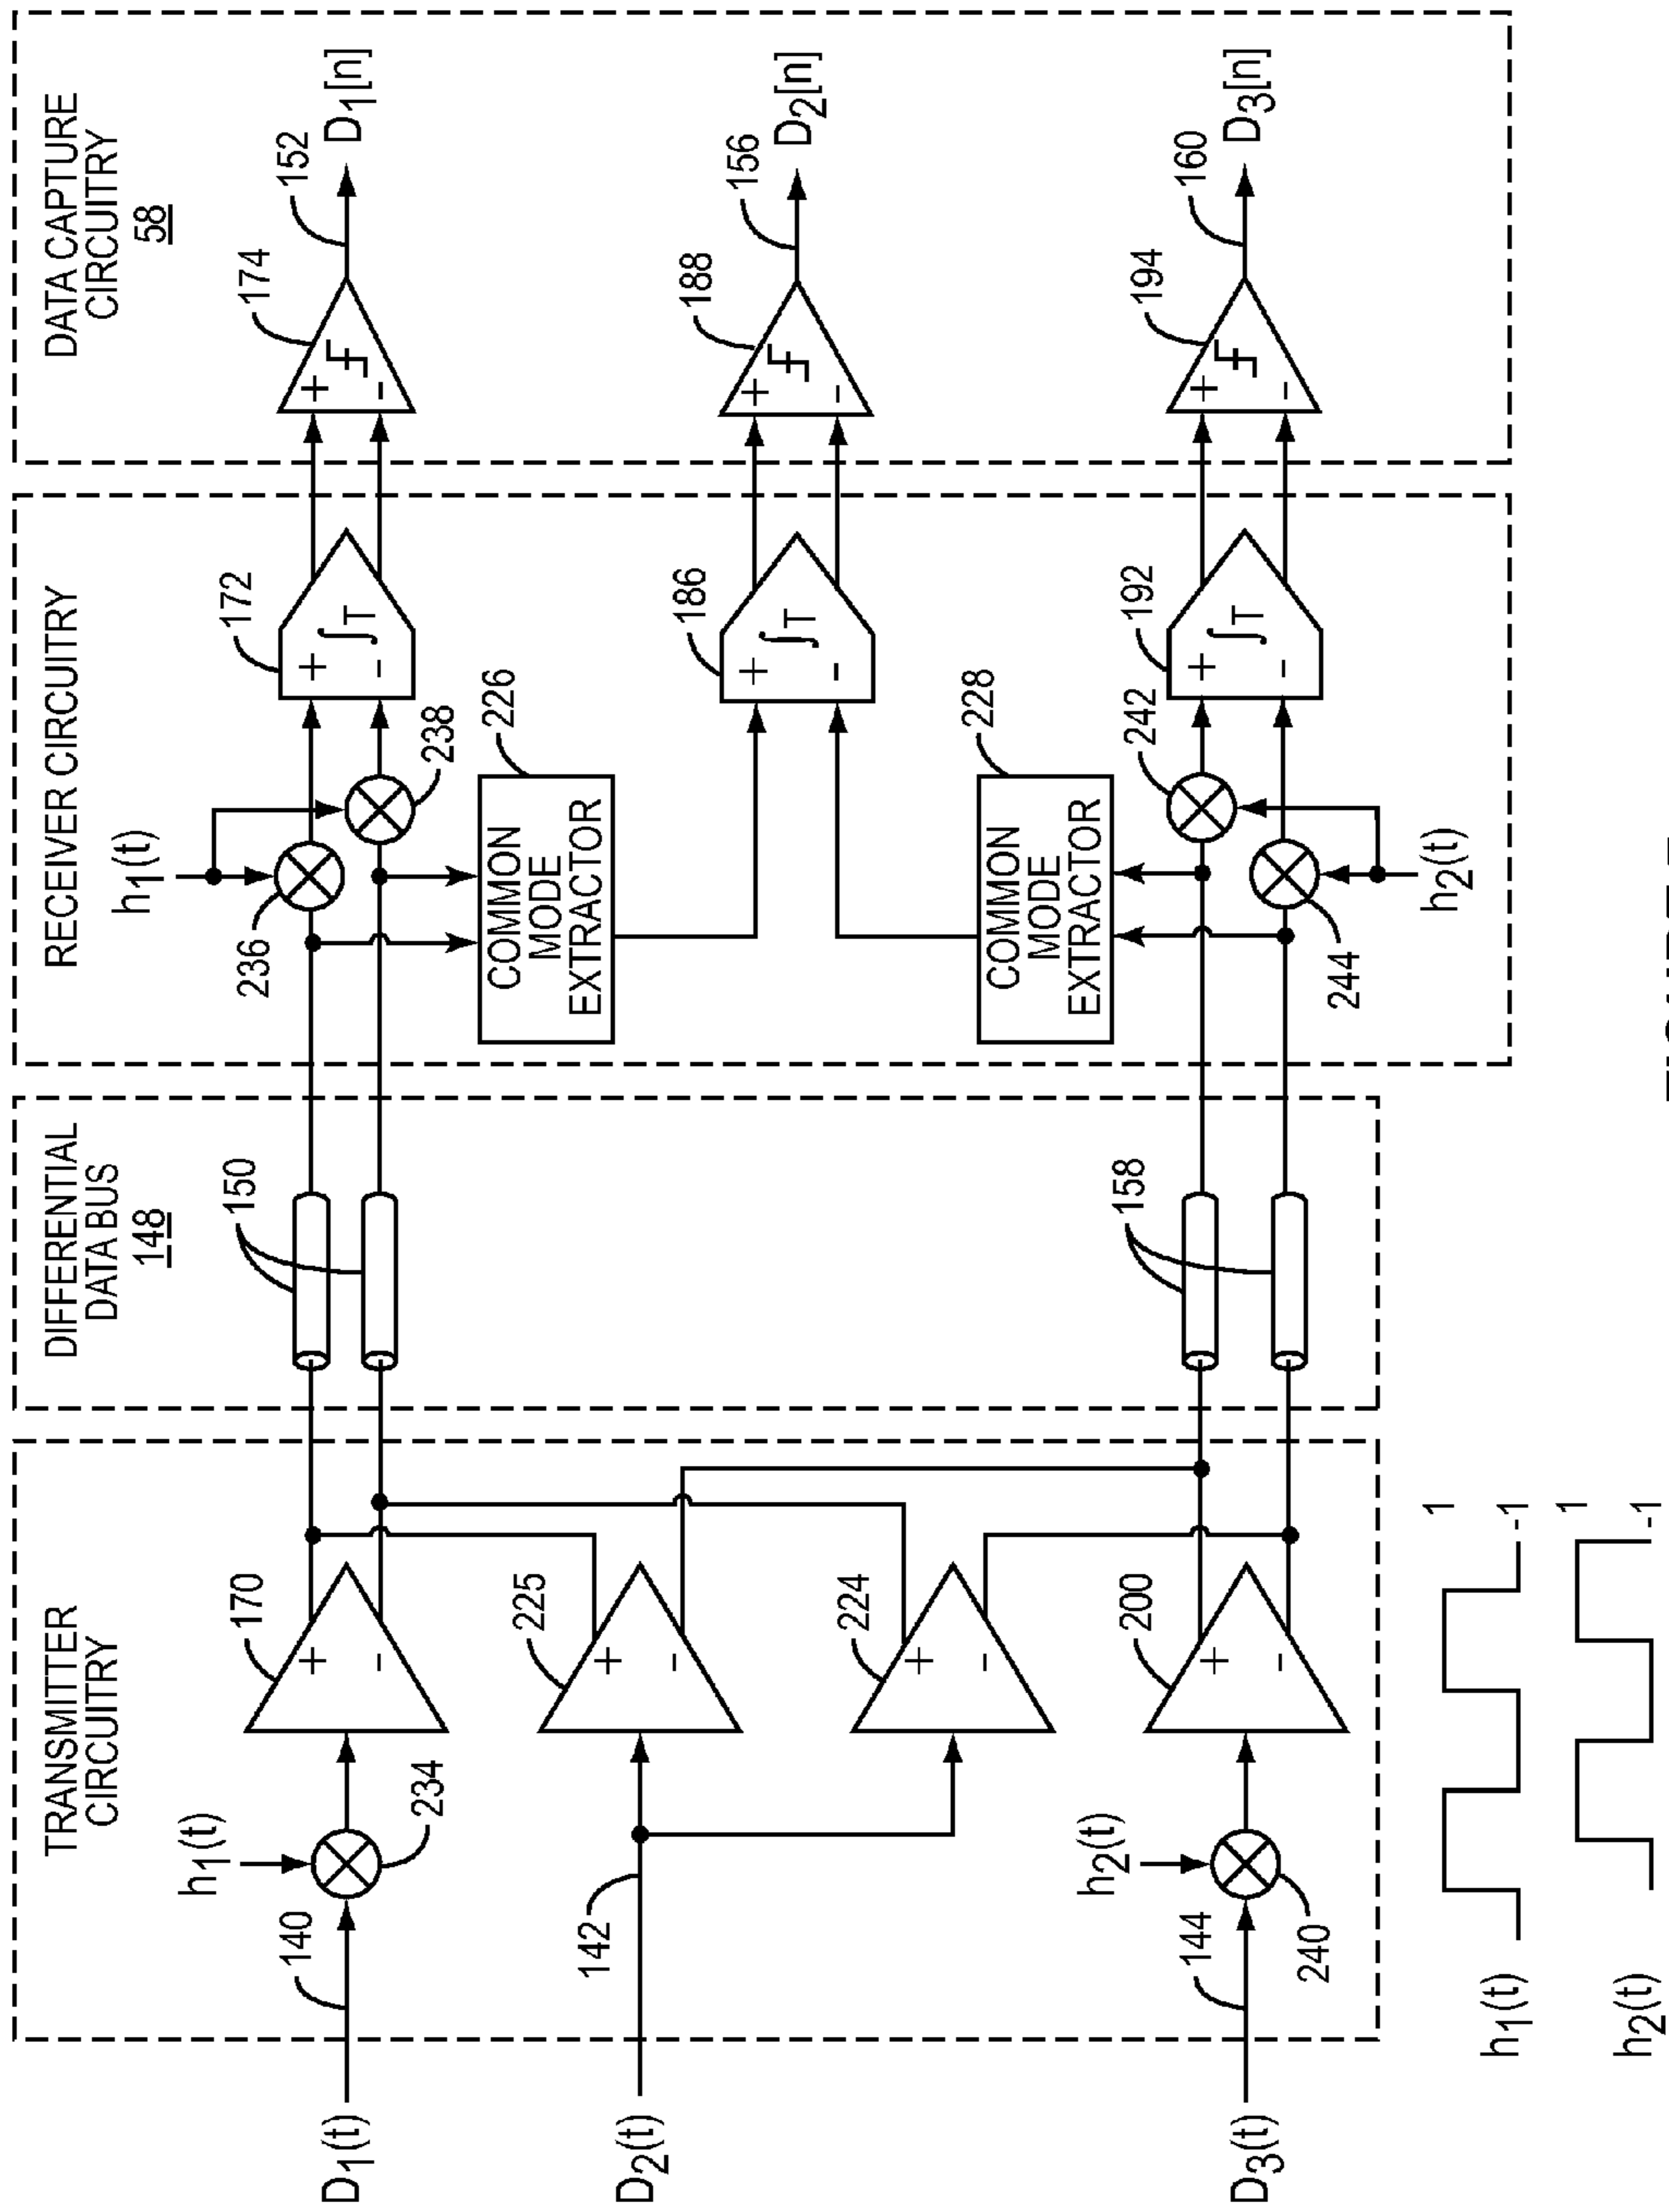 TRANSMITTER
CIRCUITRY
DIFFERENTIAL
DATA BUS
148
RECEIVER CIRCUITRY
DATA CAPTURE
CIRCUITRY
58
D1(t)
140
h1(t)
234
170
+
-
150
236
h1(t)
238
172
+
-
∫T
174
+
-
152
D1[n]
D2(t)
142
225
+
-
224
+
-
COMMON
MODE
EXTRACTOR
226
186
+
-
∫T
188
+
-
156
D2[n]
COMMON
MODE
EXTRACTOR
228
D3(t)
144
h2(t)
240
200
+
-
158
242
244
h2(t)
192
+
-
∫T
194
+
-
160
D3[n]
h1(t)
1
-1
h2(t)
1
-1